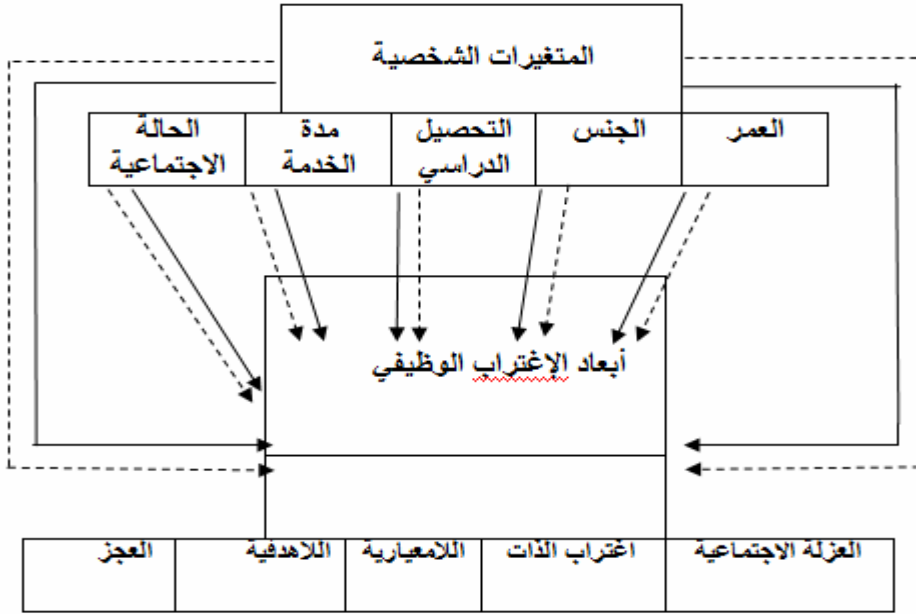 المتغيرات الشخصية
العمر
الجنس
التحصيل
الدراسي
مدة
الخدمة
الحالة
الاجتماعية
أبعاد الإغتراب الوظيفي
العزلة الاجتماعية
اغتراب الذات
اللامعيارية
اللاهدفية
العجز